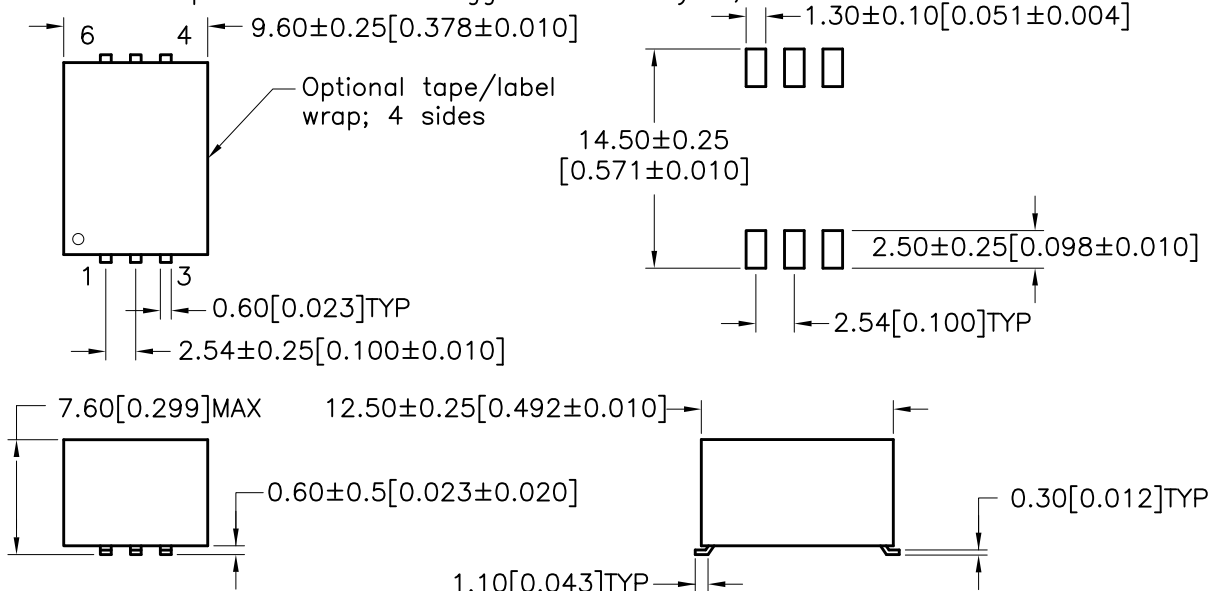 6 4 9.60±0.25[0.378±0.010]
1.30±0.10[0.051±0.004]
Optional tape/label
wrap; 4 sides
14.50±0.25
[0.571±0.010]
2.50±0.25[0.098±0.010]
1 3
0.60[0.023]TYP
2.54[0.100]TYP
2.54±0.25[0.100±0.010]
7.60[0.299]MAX
12.50±0.25[0.492±0.010]
0.60±0.5[0.023±0.020]
0.30[0.012]TYP
1.10[0.043]TYP